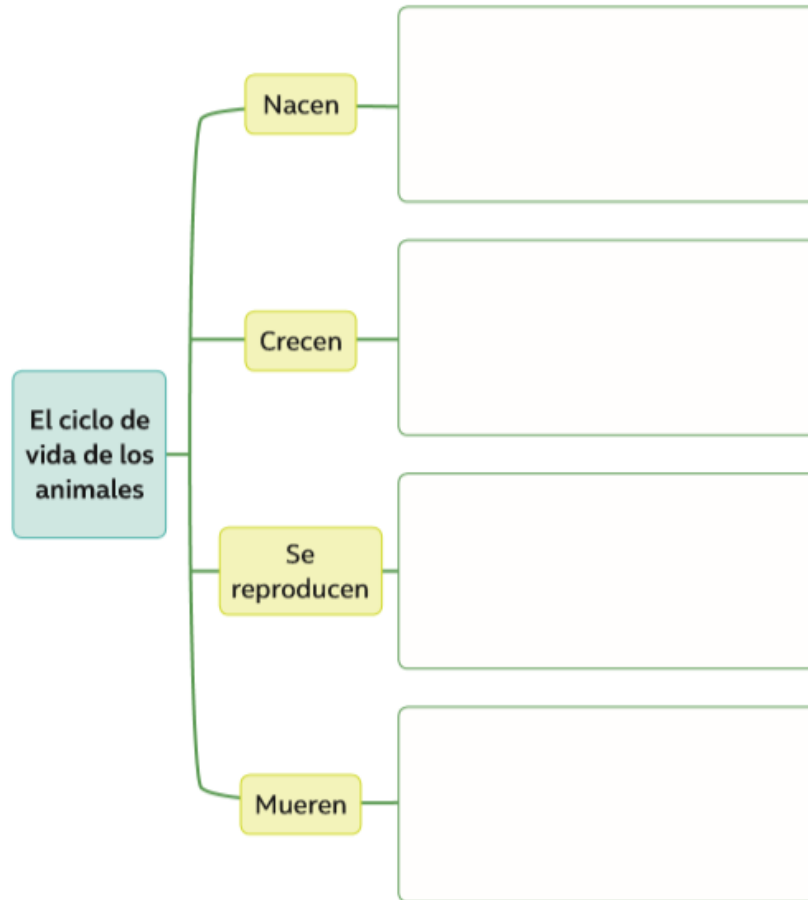 Nacen
Crecen
El ciclo de
vida de los
animales
Se
reproducen
Mueren